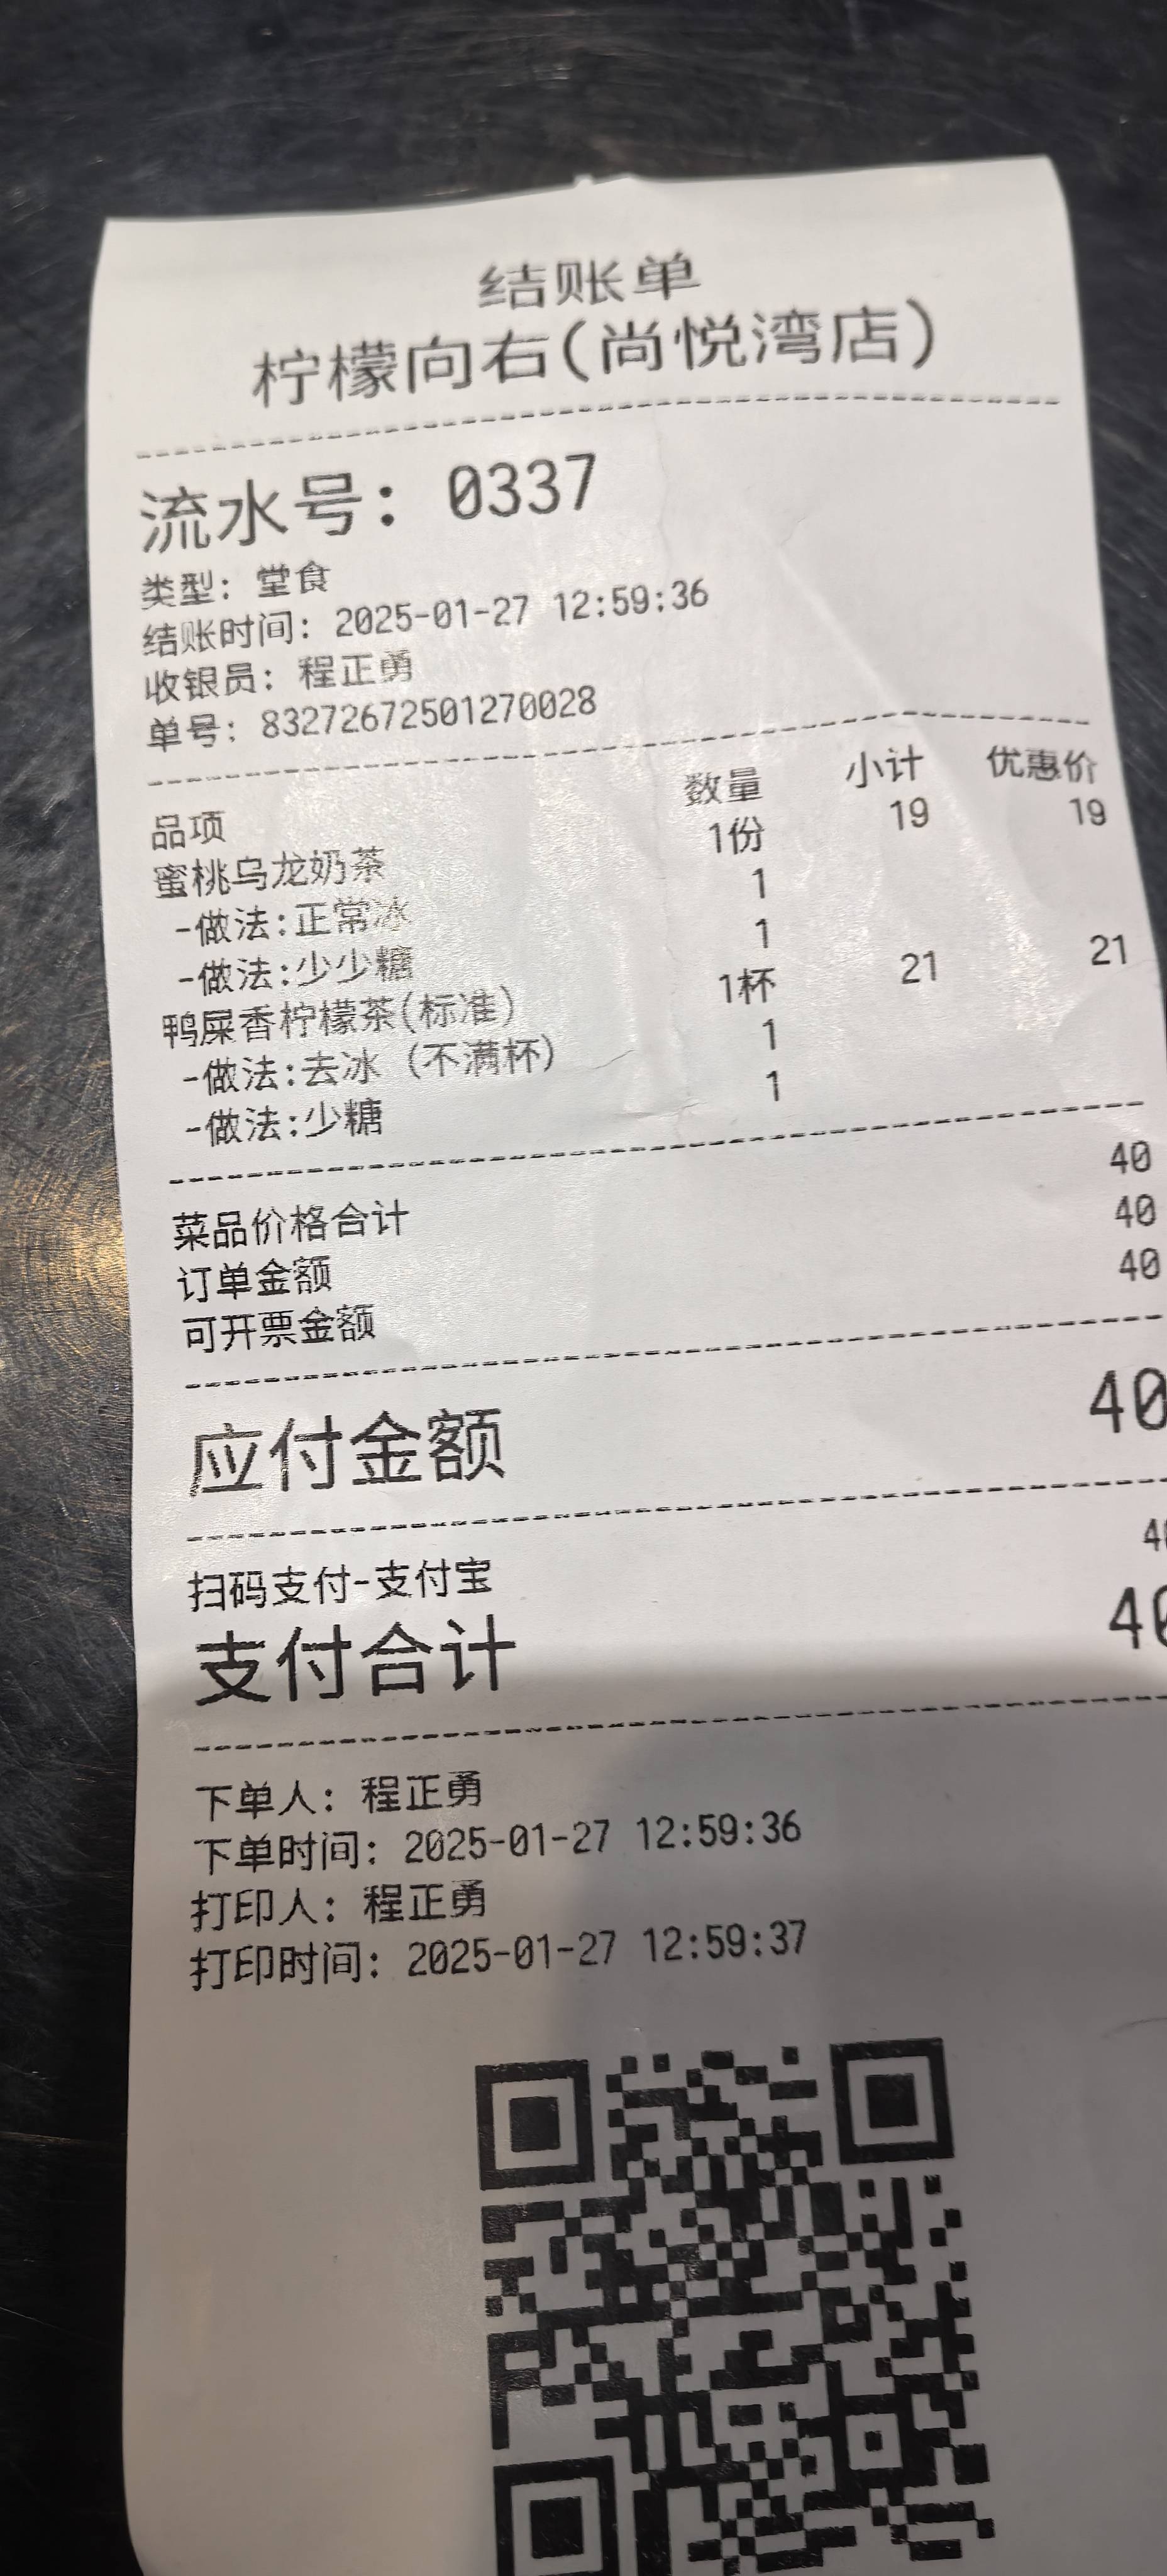 结账单
柠檬向右(尚悦湾店)
流水号: 0337
类型: 堂食
结账时间: 2025-01-27 12:59:36
收银员: 程正勇
单号: 83272672501270028
品项 数量 小计 优惠价
蜜桃乌龙奶茶 1份 19 19
-做法:正常冰 1
-做法:少少糖 1
鸭屎香柠檬茶(标准) 1杯 21 21
-做法:去冰 (不满杯) 1
-做法:少糖 1
菜品价格合计 40
订单金额 40
可开票金额 40
应付金额 40
扫码支付-支付宝 40
支付合计 40
下单人: 程正勇
下单时间: 2025-01-27 12:59:36
打印人: 程正勇
打印时间: 2025-01-27 12:59:37